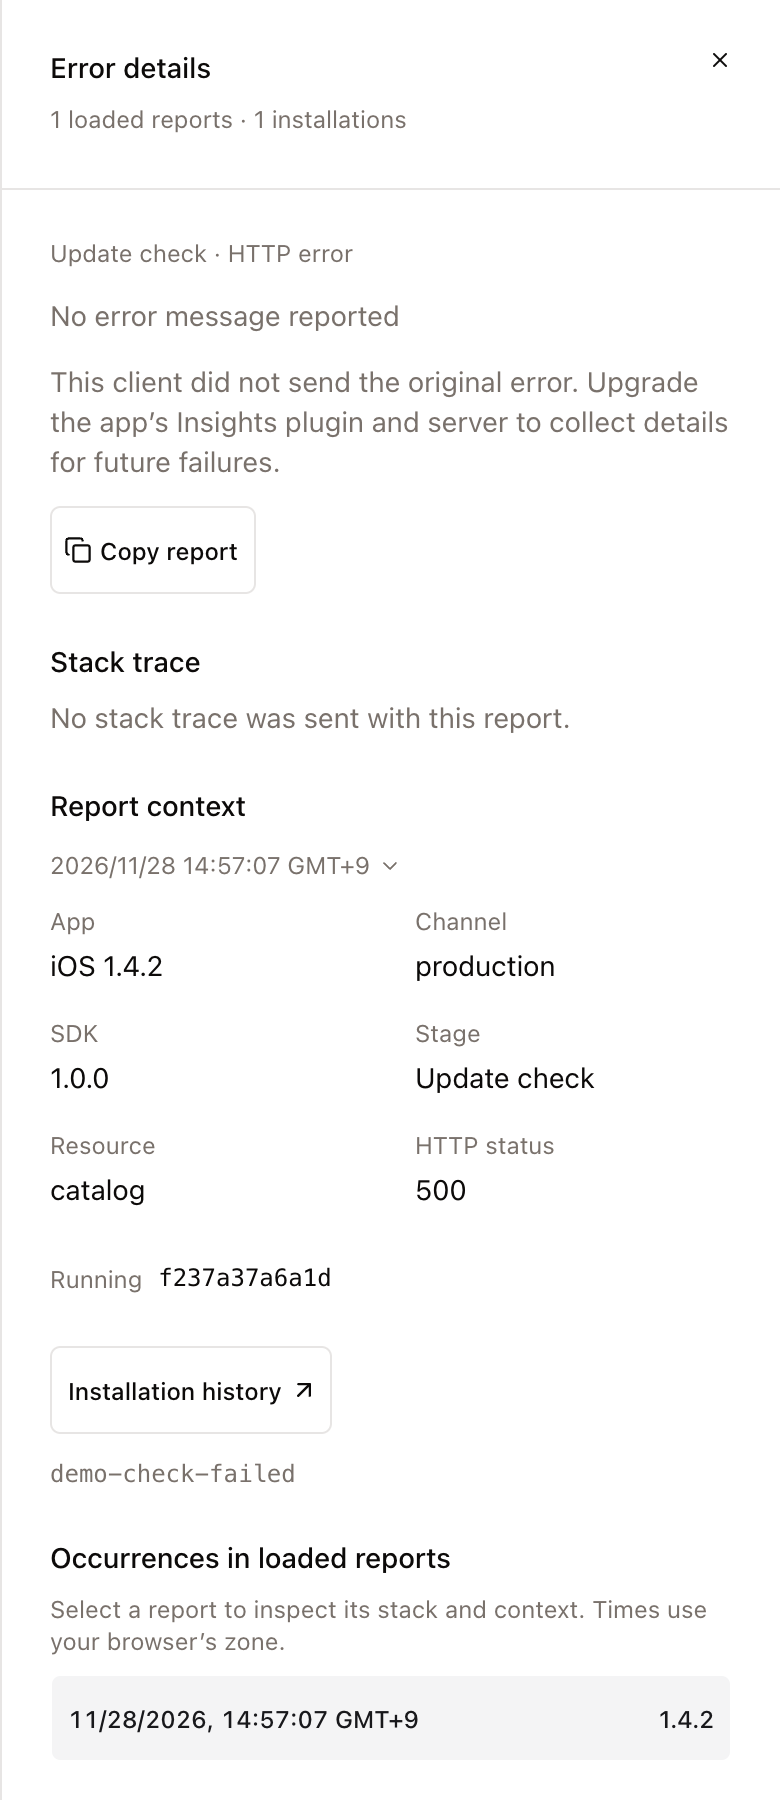 Error details
1 loaded reports · 1 installations
Update check · HTTP error
No error message reported
This client did not send the original error. Upgrade
the app’s Insights plugin and server to collect details
for future failures.
Copy report
Stack trace
No stack trace was sent with this report.
Report context
2026/11/28 14:57:07 GMT+9
App
iOS 1.4.2
Channel
production
SDK
1.0.0
Stage
Update check
Resource
catalog
HTTP status
500
Running f237a37a6a1d
Installation history
demo-check-failed
Occurrences in loaded reports
Select a report to inspect its stack and context. Times use
your browser’s zone.
11/28/2026, 14:57:07 GMT+9 1.4.2